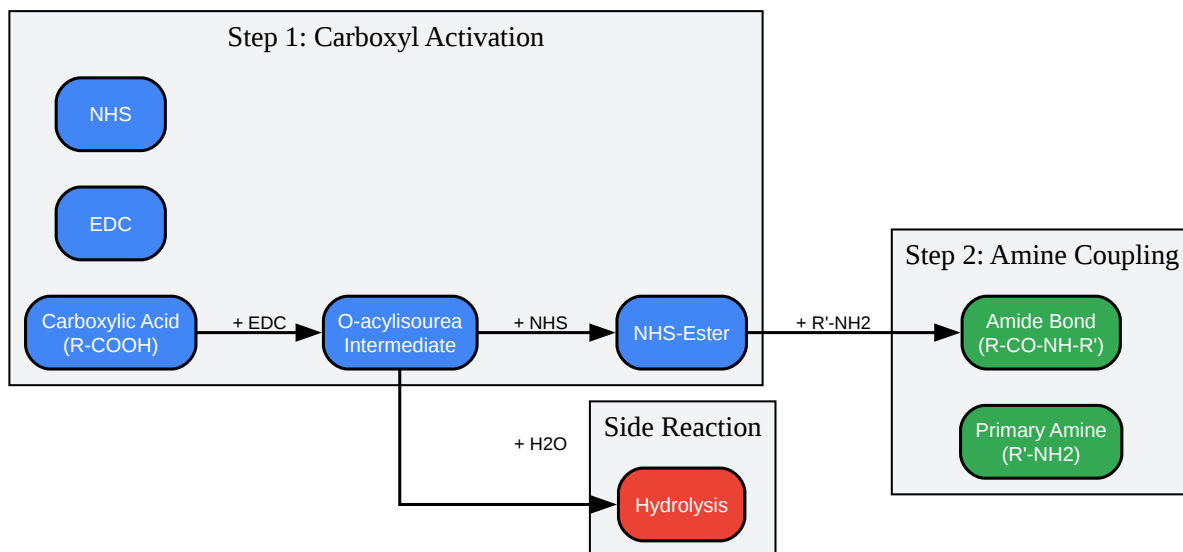 Step 1: Carboxyl Activation
NHS
EDC
Carboxylic Acid
(R-COOH)
+ EDC
O-acylisourea
Intermediate
+ NHS
NHS-Ester
+ R'-NH2
Step 2: Amine Coupling
Amide Bond
(R-CO-NH-R')
Primary Amine
(R'-NH2)
+ H2O
Side Reaction
Hydrolysis